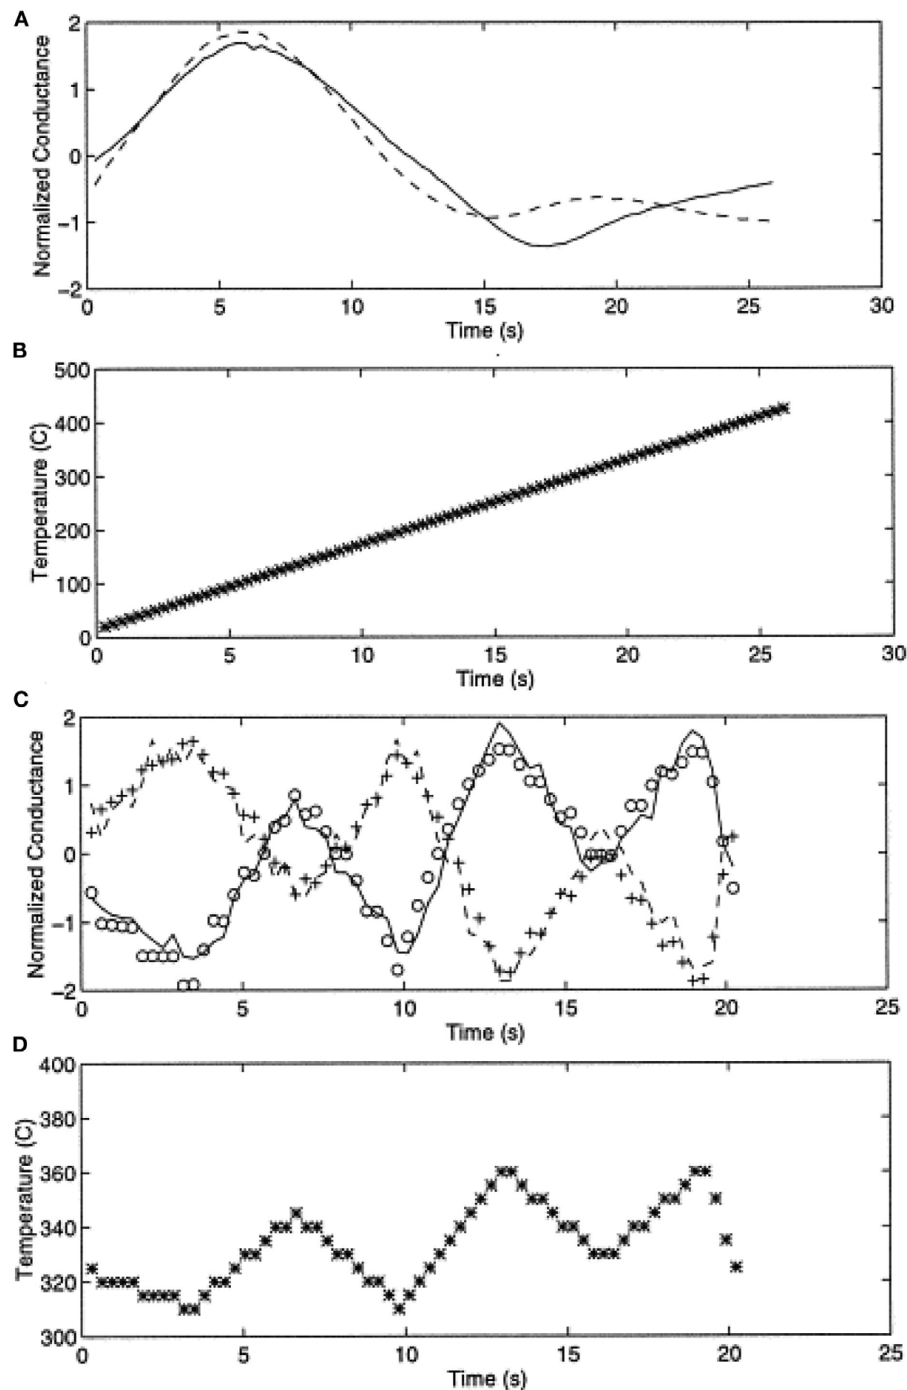 A
2
1
0
−1
−2
Normalized Conductance
0 5 10 15 20 25 30
Time (s)
B
500
400
300
200
100
0
Temperature (C)
0 5 10 15 20 25 30
Time (s)
C
2
1
0
−1
−2
Normalized Conductance
0 5 10 15 20 25
Time (s)
D
400
380
360
340
320
300
Temperature (C)
0 5 10 15 20 25
Time (s)